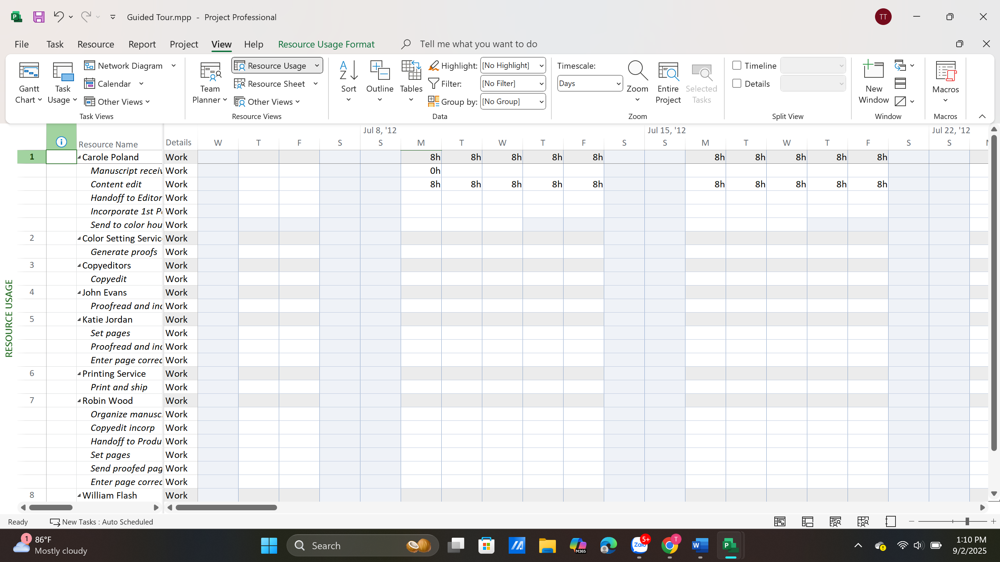 Guided Tour.mpp - Project Professional
TT
File Task Resource Report Project View Help Resource Usage Format Tell me what you want to do
Gantt Chart
Task Usage
Network Diagram
Calendar
Other Views
Task Views
Team Planner
Resource Usage
Resource Sheet
Other Views
Resource Views
Sort
Outline
Tables
Highlight: [No Highlight]
Filter: [No Filter]
Group by: [No Group]
Data
Timescale:
Days
Zoom
Entire Project
Selected Tasks
Zoom
Timeline
Details
Split View
New Window
Window
Macros
Macros
Jul 8, '12 Jul 15, '12 Jul 22, '12
Resource Name Details W T F S S M T W T F S S M T W T F S S
1 Carole Poland Work 8h 8h 8h 8h 8h 8h 8h 8h 8h 8h
Manuscript receiv Work 0h
Content edit Work 8h 8h 8h 8h 8h 8h 8h 8h 8h 8h
Handoff to Editor Work
Incorporate 1st P Work
Send to color hou Work
2 Color Setting Servic Work
Generate proofs Work
3 Copyeditors Work
Copyedit Work
4 John Evans Work
Proofread and ind Work
5 Katie Jordan Work
Set pages Work
Proofread and ind Work
Enter page correc Work
6 Printing Service Work
Print and ship Work
7 Robin Wood Work
Organize manusc Work
Copyedit incorp Work
Handoff to Produ Work
Set pages Work
Send proofed pag Work
Enter page correc Work
8 William Flash Work
RESOURCE USAGE
Ready New Tasks : Auto Scheduled
1
86°F
Mostly cloudy
Search
M365
Zalo
5+
T
W
P
1:10 PM
9/2/2025